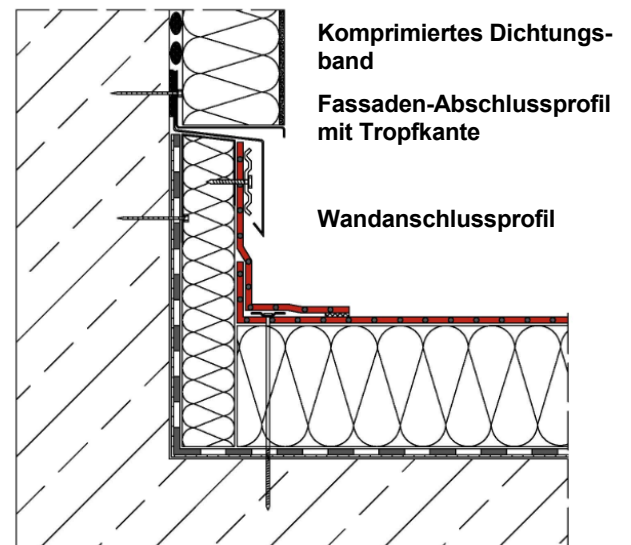 Komprimiertes Dichtungs-
band
Fassaden-Abschlussprofil
mit Tropfkante
Wandanschlussprofil